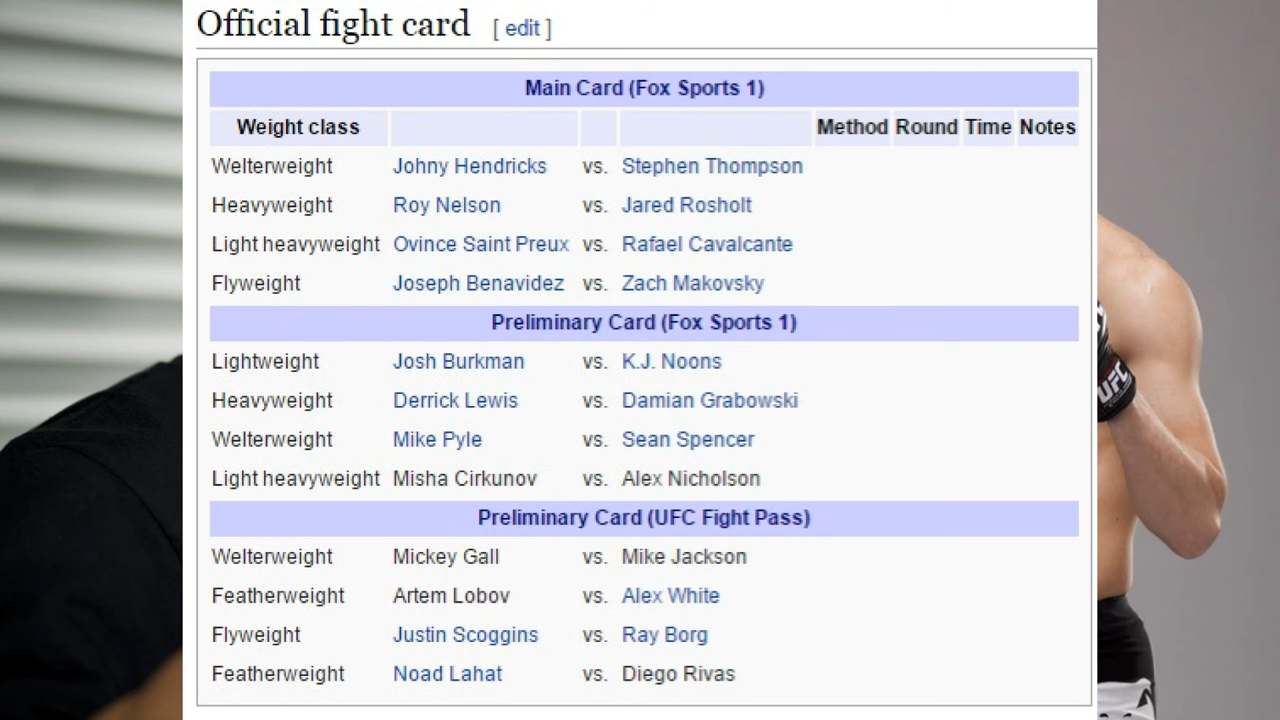 Official fight card [ edit ]
Main Card (Fox Sports 1)
Weight class Method Round Time Notes
Welterweight Johny Hendricks vs. Stephen Thompson
Heavyweight Roy Nelson vs. Jared Rosholt
Light heavyweight Ovince Saint Preux vs. Rafael Cavalcante
Flyweight Joseph Benavidez vs. Zach Makovsky
Preliminary Card (Fox Sports 1)
Lightweight Josh Burkman vs. K.J. Noons
Heavyweight Derrick Lewis vs. Damian Grabowski
Welterweight Mike Pyle vs. Sean Spencer
Light heavyweight Misha Cirkunov vs. Alex Nicholson
Preliminary Card (UFC Fight Pass)
Welterweight Mickey Gall vs. Mike Jackson
Featherweight Artem Lobov vs. Alex White
Flyweight Justin Scoggins vs. Ray Borg
Featherweight Noad Lahat vs. Diego Rivas
UFC